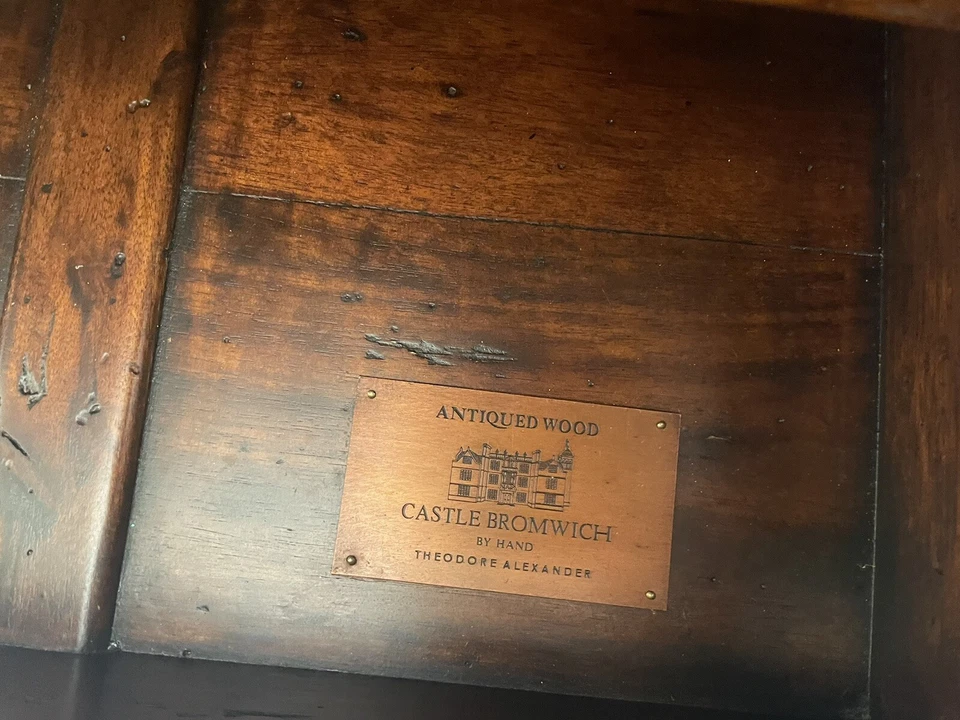 ANTIQUED WOOD
CASTLE BROMWICH
BY HAND
THEODORE ALEXANDER